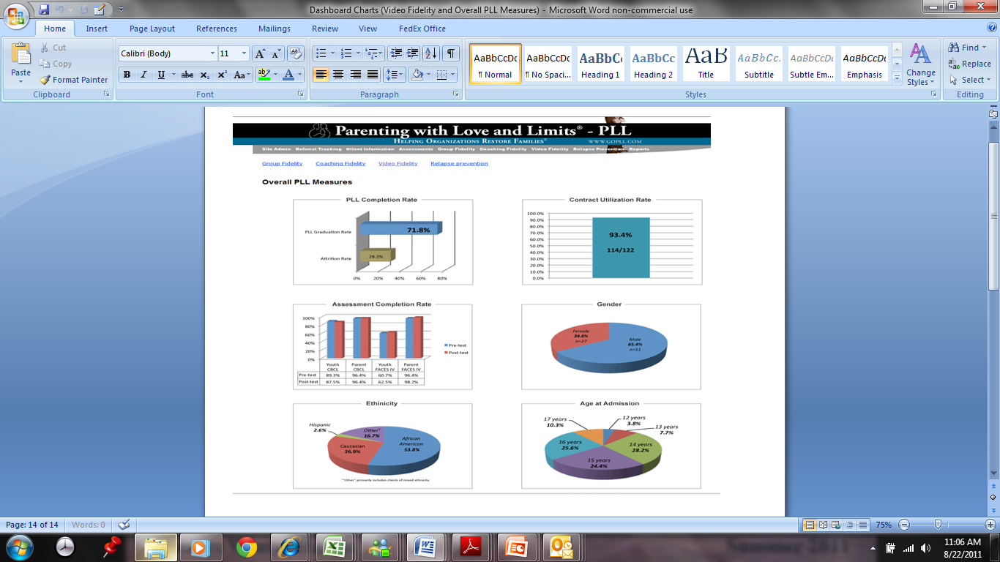 Dashboard Charts (Video Fidelity and Overall PLL Measures) - Microsoft Word non-commercial use
Home Insert Page Layout References Mailings Review View FedEx Office
Paste
Cut
Copy
Format Painter
Clipboard
Calibri (Body) 11
Font
Paragraph
AaBbCcDc AaBbCcDc AaBbC AaBbCc AaB AaBbCc. AaBbCcDc AaBbCcDc
¶ Normal ¶ No Spaci... Heading 1 Heading 2 Title Subtitle Subtle Em... Emphasis
Change Styles
Styles
Find
Replace
Select
Editing
Parenting with Love and Limits® - PLL
Helping Organizations Restore Families®
www.gopll.com
Site Admin Referral Tracking Client Information Assessments Group Fidelity Coaching Fidelity Video Fidelity Relapse Prevention Reports
Group Fidelity Coaching Fidelity Video Fidelity Relapse prevention
Overall PLL Measures
PLL Completion Rate
PLL Graduation Rate 71.8%
Attrition Rate 28.2%
0% 20% 40% 60% 80%
Contract Utilization Rate
100.0%
90.0%
80.0%
70.0%
60.0%
50.0%
40.0%
30.0%
20.0%
10.0%
0.0%
93.4%
114/122
Assessment Completion Rate
100%
80%
60%
40%
20%
0%
Pre-test
Post-test
Youth CBCL Parent CBCL Youth FACES IV Parent FACES IV
Pre-test 89.3% 96.4% 60.7% 96.4%
Post-test 87.5% 96.4% 62.5% 98.2%
Gender
Female
34.6%
n=27
Male
65.4%
n=51
Ethinicity
Hispanic
2.6%
Other*
16.7%
African
American
53.8%
Caucasian
26.9%
*"Other" primarily includes clients of mixed ethnicity
Age at Admission
17 years
10.3%
12 years
3.8%
13 years
7.7%
16 years
25.6%
14 years
28.2%
15 years
24.4%
Page: 14 of 14 Words: 0 75%
11:06 AM
8/22/2011